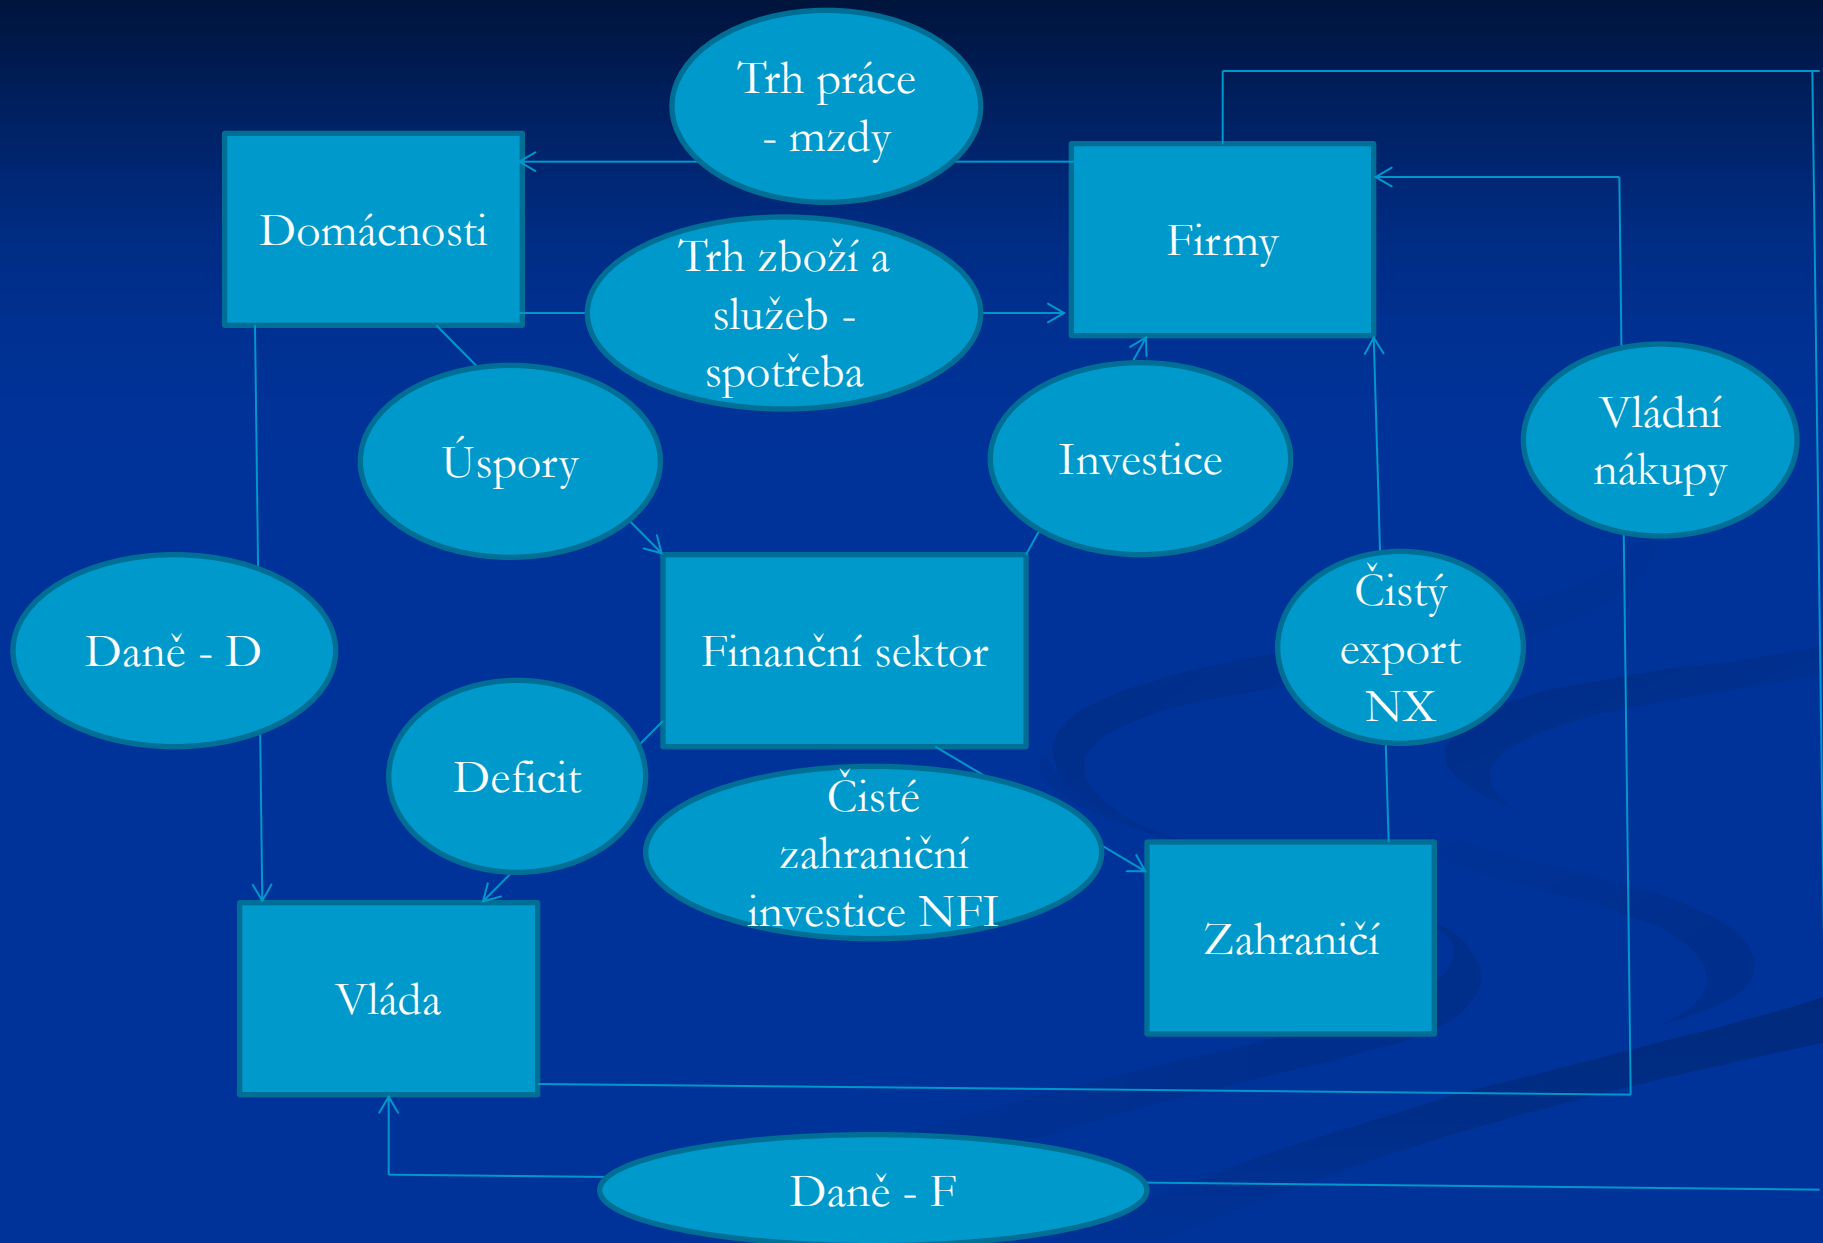 Trh práce
- mzdy
Domácnosti
Firmy
Trh zboží a
služeb -
spotřeba
Úspory
Investice
Vládní
nákupy
Daně - D
Finanční sektor
Čistý
export
NX
Deficit
Čisté
zahraniční
investice NFI
Zahraničí
Vláda
Daně - F